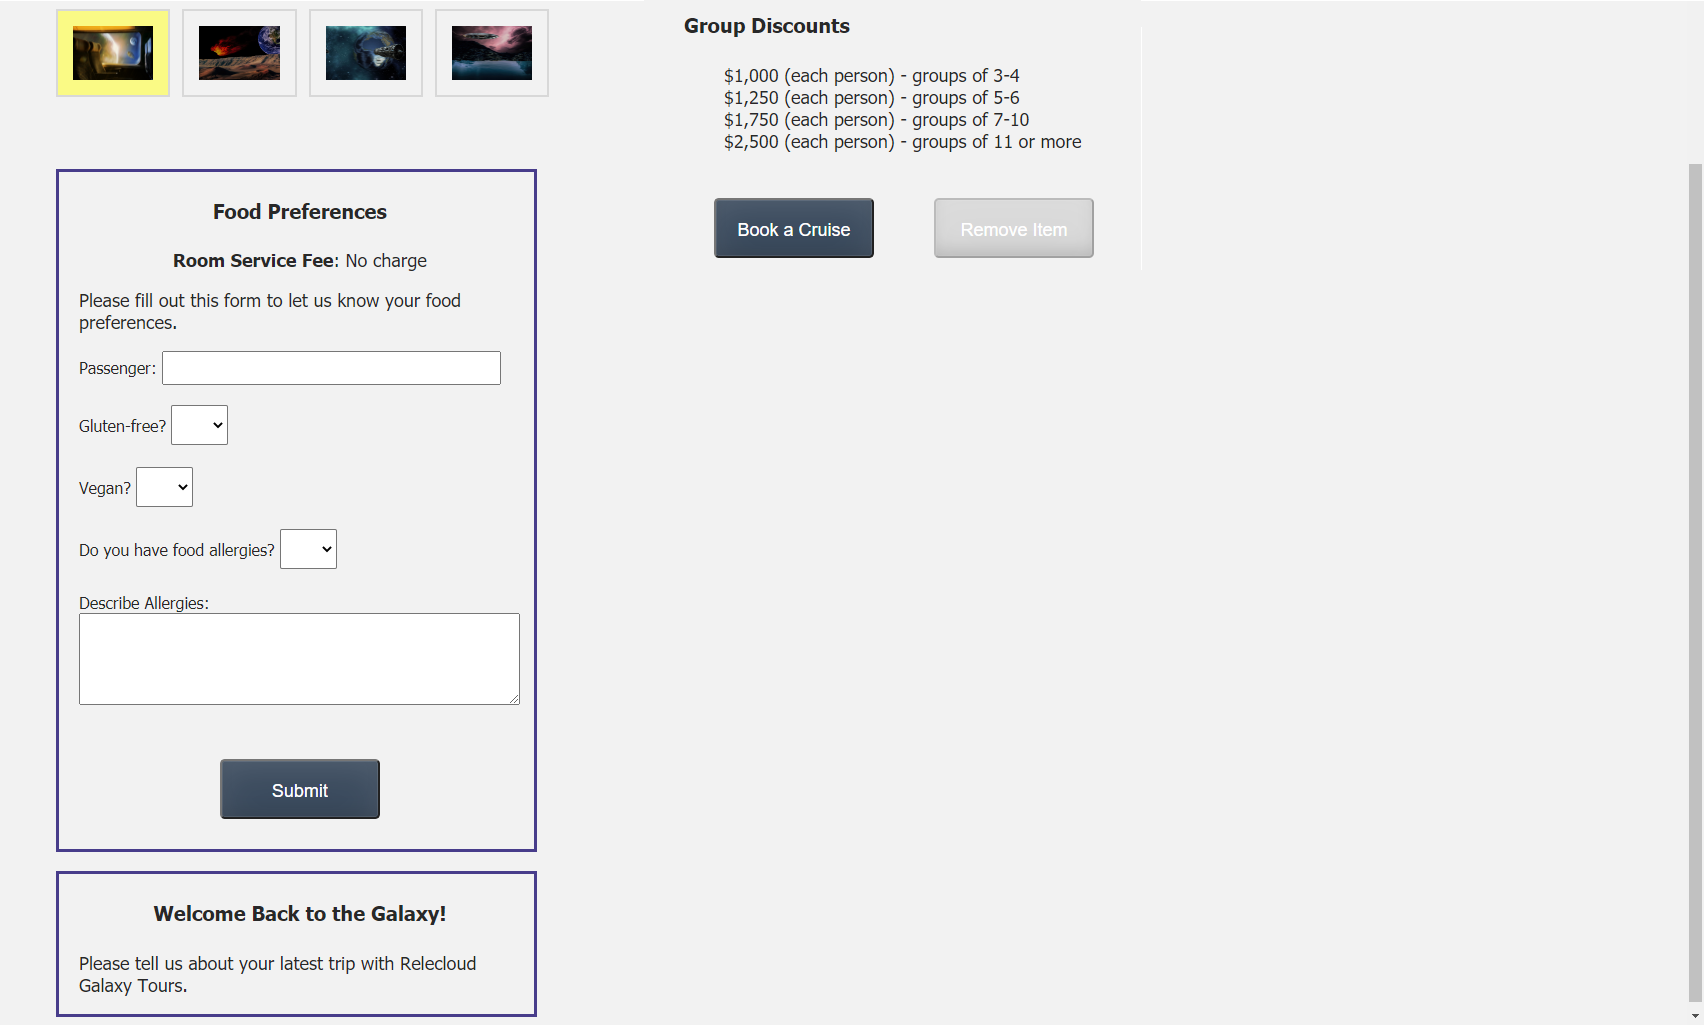 Group Discounts
$1,000 (each person) - groups of 3-4
$1,250 (each person) - groups of 5-6
$1,750 (each person) - groups of 7-10
$2,500 (each person) - groups of 11 or more
Book a Cruise
Remove Item
Food Preferences
Room Service Fee: No charge
Please fill out this form to let us know your food
preferences.
Passenger:
Gluten-free?
Vegan?
Do you have food allergies?
Describe Allergies:
Submit
Welcome Back to the Galaxy!
Please tell us about your latest trip with Relecloud
Galaxy Tours.